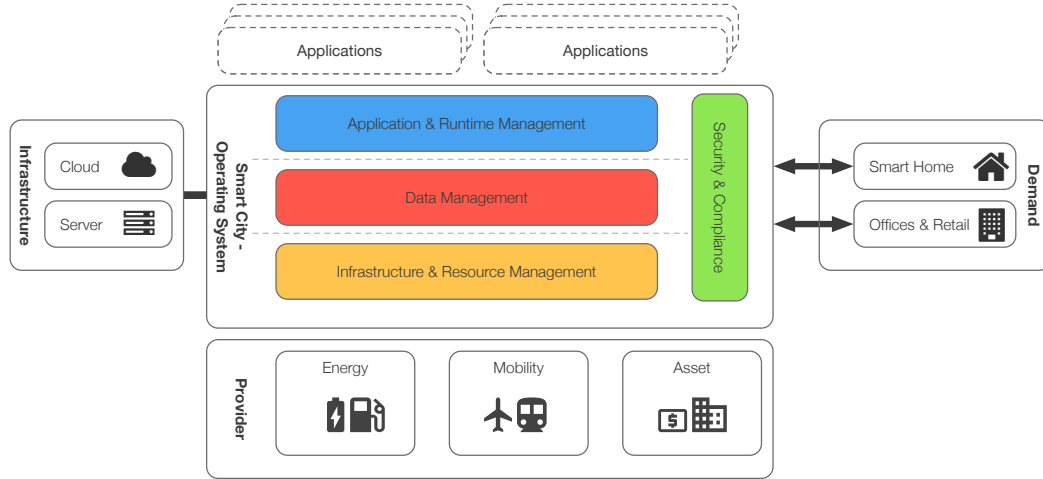 Applications
Applications
Infrastructure
Cloud
Server
Smart City -
Operating System
Application & Runtime Management
Data Management
Infrastructure & Resource Management
Security & Compliance
Smart Home
Offices & Retail
Demand
Provider
Energy
Mobility
Asset
$